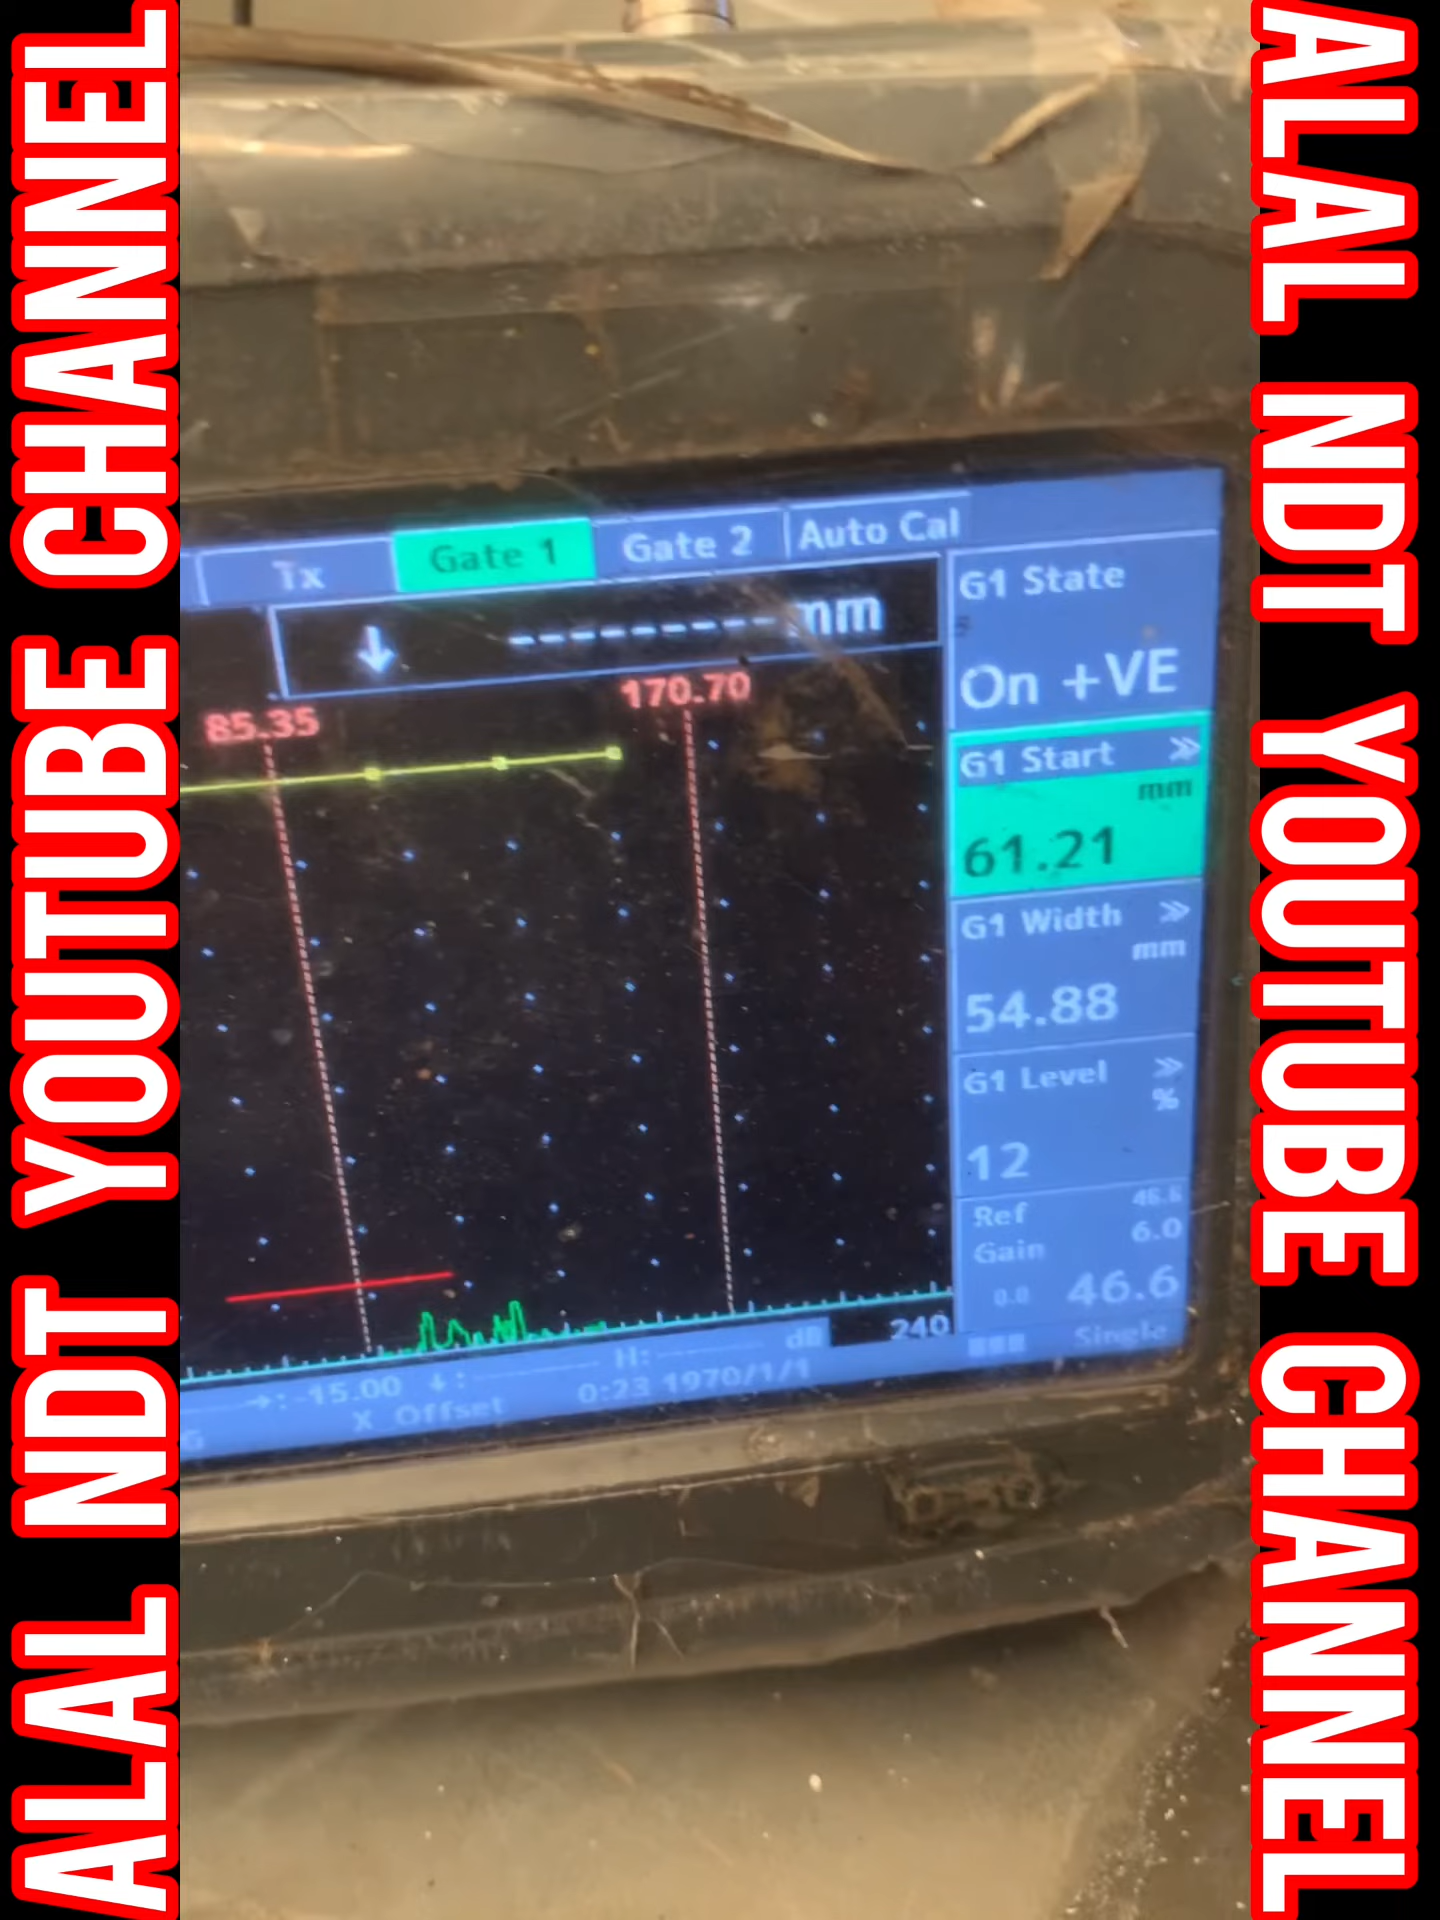 ALAL NDT YOUTUBE CHANNEL
Tx
Gate 1
Gate 2
Auto Cal
G1 State
On +VE
↓ --------- mm
85.35
170.70
G1 Start »
mm
61.21
G1 Width »
mm
54.88
G1 Level »
%
12
Ref 46.6
Gain 6.0
0.0 46.6
Single
240
→:-15.00 ↓:------ H:------ dB
X Offset
0:23 1970/1/1
G
ALAL NDT YOUTUBE CHANNEL